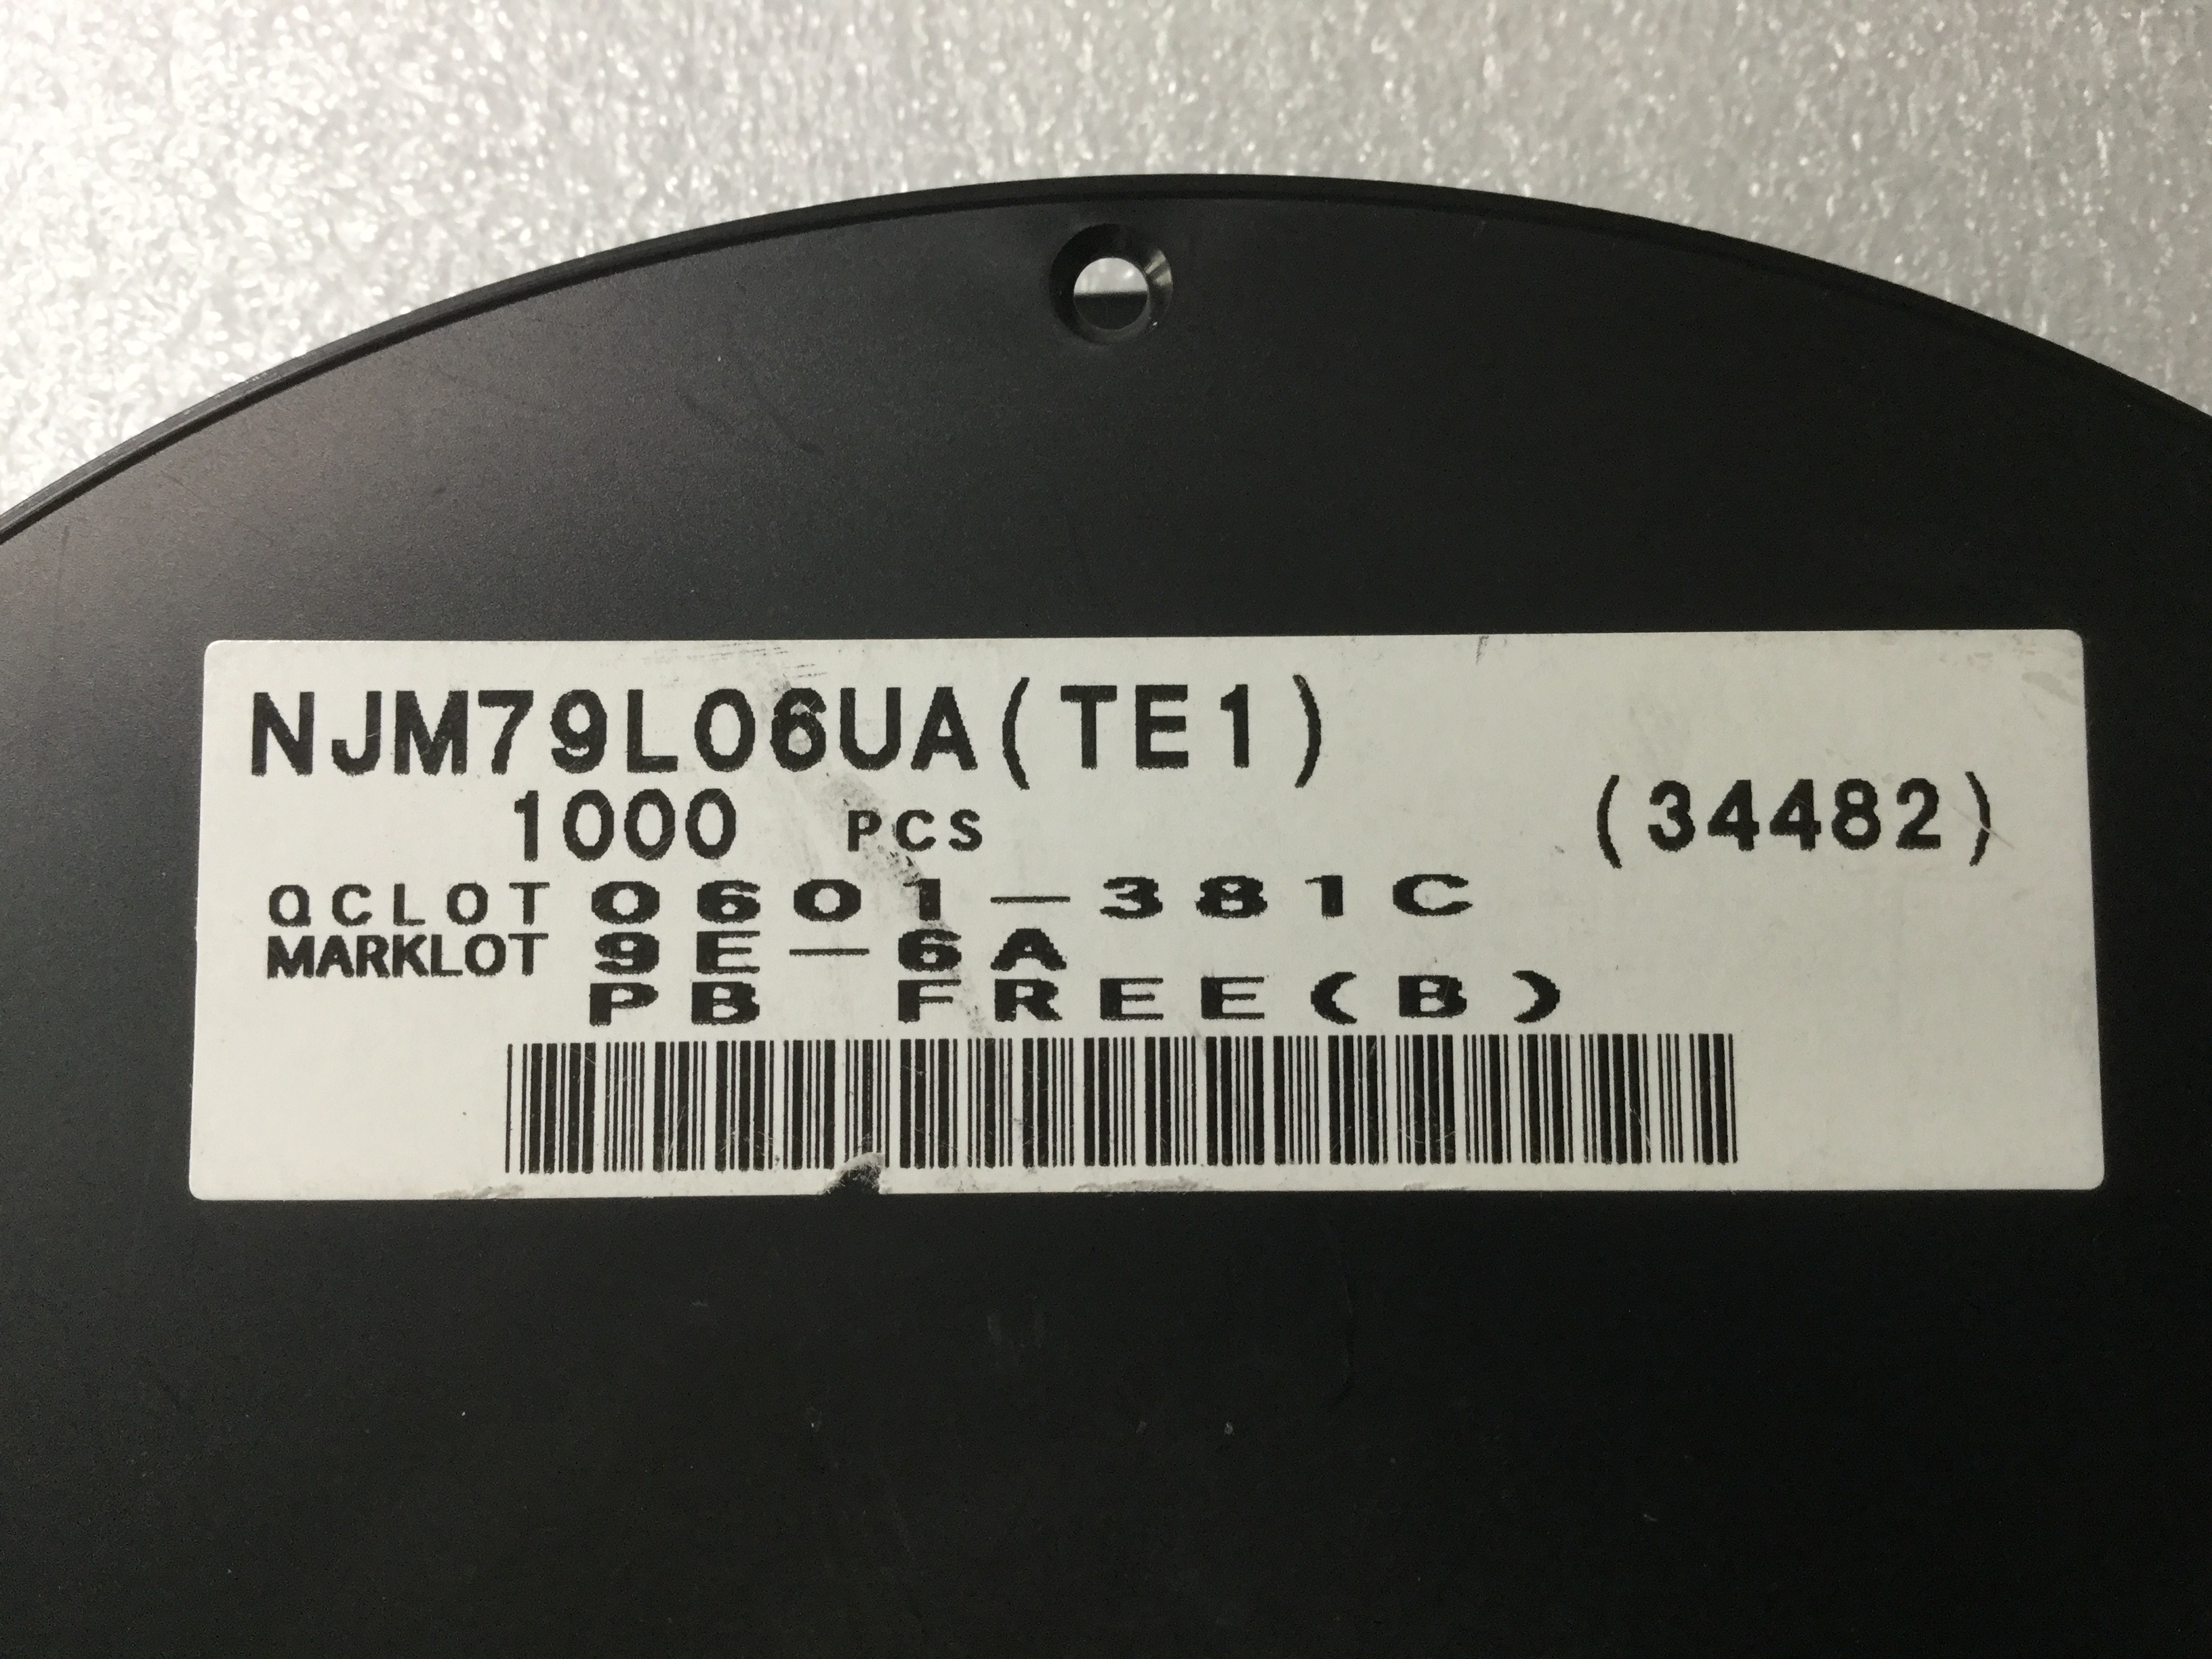 NJM79L06UA(TE1)
1000 PCS (34482)
QCLOT 0601-381C
MARKLOT 9E-6A
PB FREE(B)